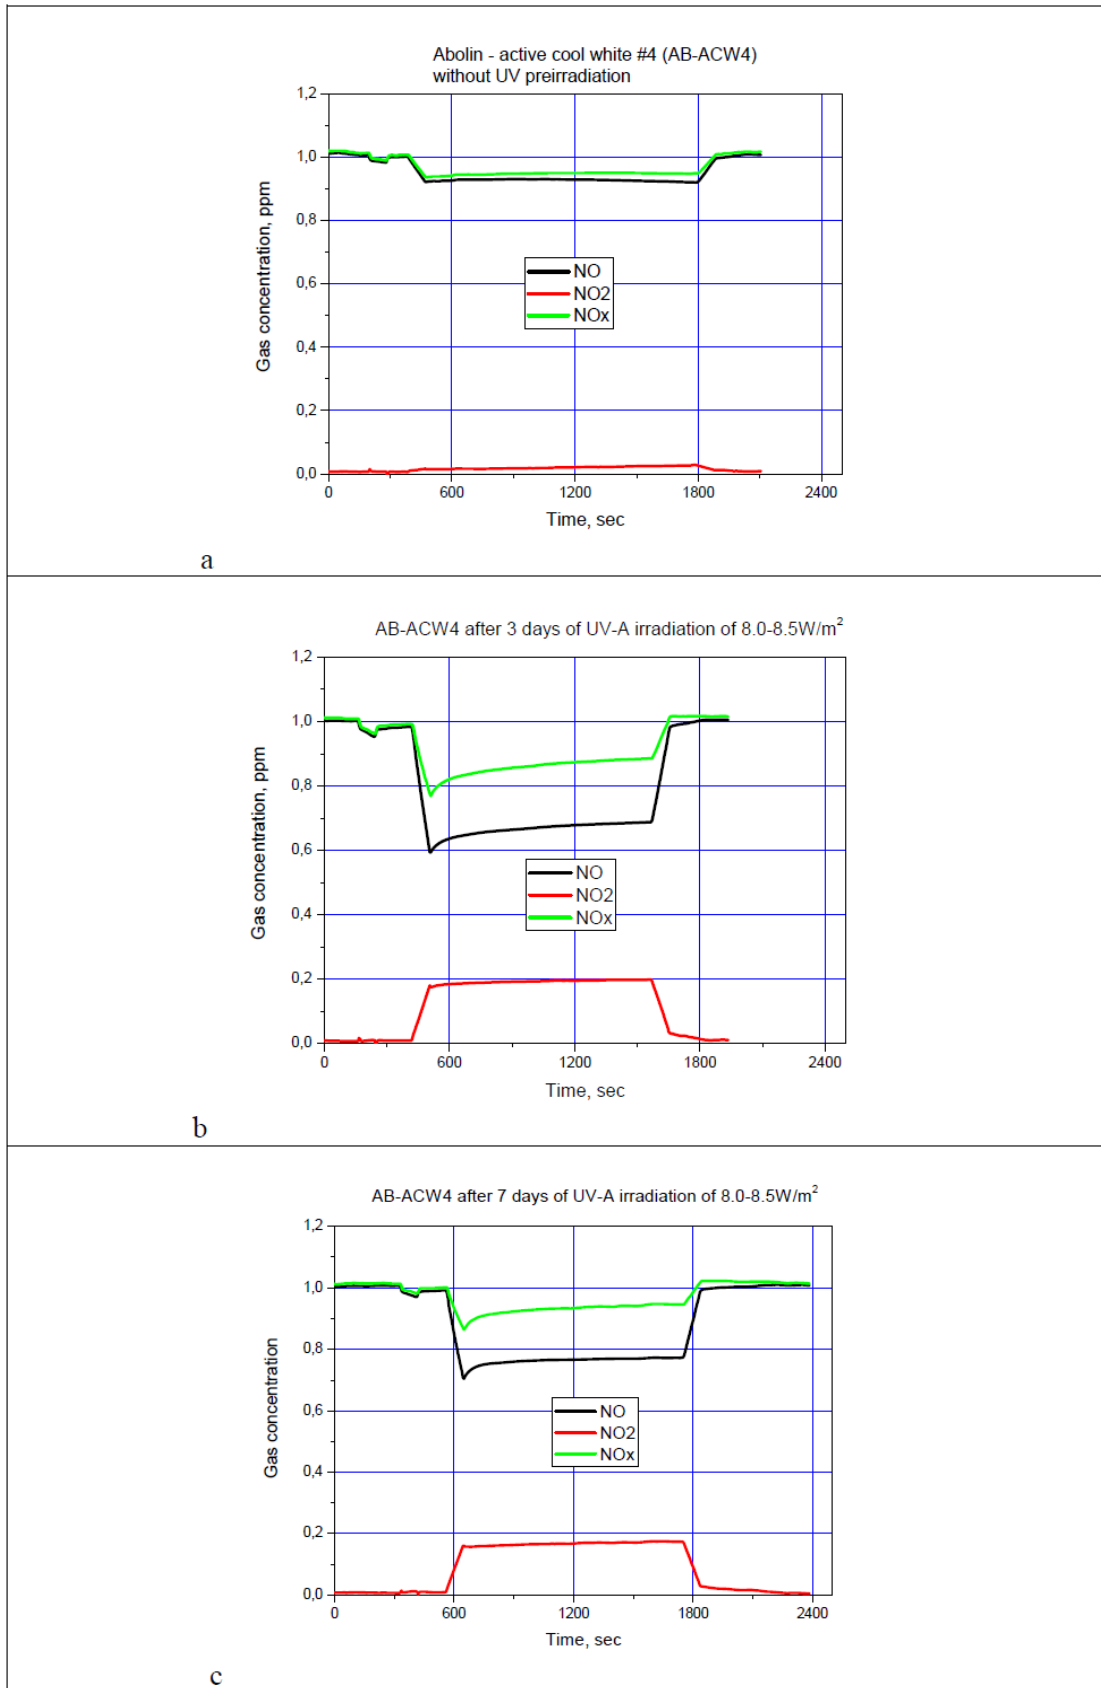 Abolin - active cool white #4 (AB-ACW4)
without UV preirradiation
1,2
1,0
0,8
0,6
0,4
0,2
0,0
Gas concentration, ppm
NO
NO2
NOx
0 600 1200 1800 2400
Time, sec
a
AB-ACW4 after 3 days of UV-A irradiation of 8.0-8.5W/m²
1,2
1,0
0,8
0,6
0,4
0,2
0,0
Gas concentration, ppm
NO
NO2
NOx
0 600 1200 1800 2400
Time, sec
b
AB-ACW4 after 7 days of UV-A irradiation of 8.0-8.5W/m²
1,2
1,0
0,8
0,6
0,4
0,2
0,0
Gas concentration
NO
NO2
NOx
0 600 1200 1800 2400
Time, sec
c